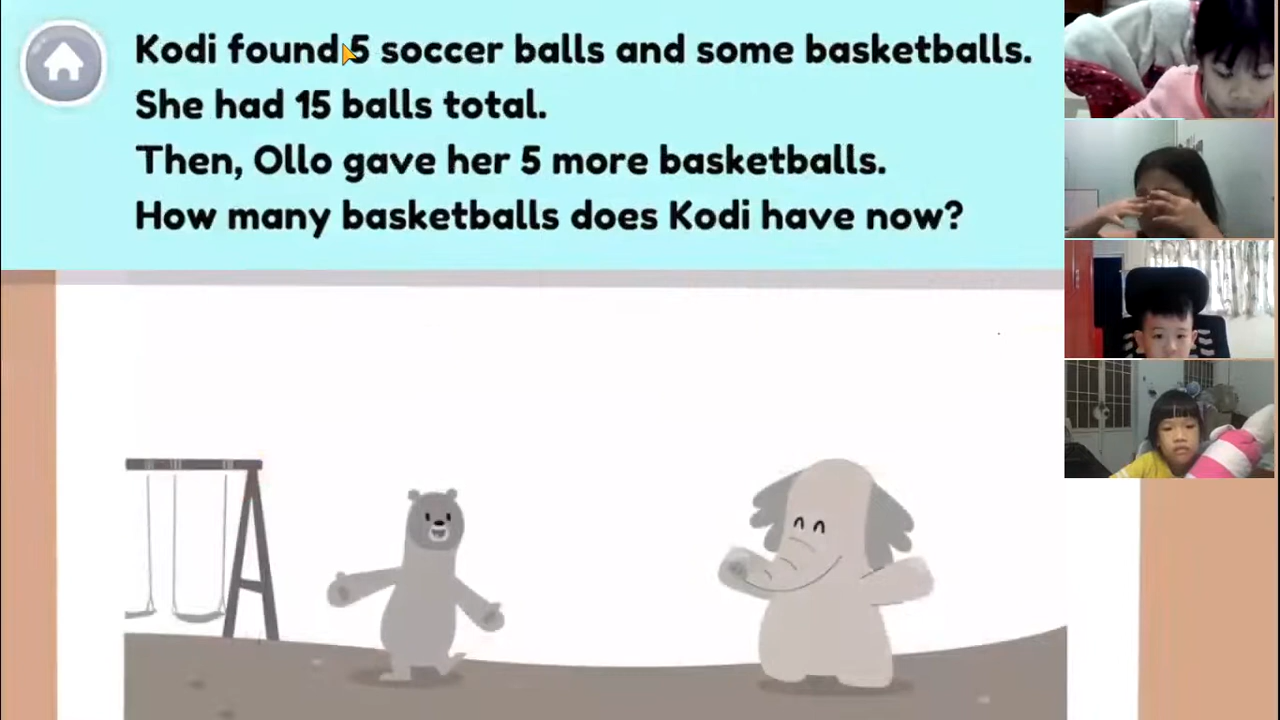 Kodi found 5 soccer balls and some basketballs.
She had 15 balls total.
Then, Ollo gave her 5 more basketballs.
How many basketballs does Kodi have now?